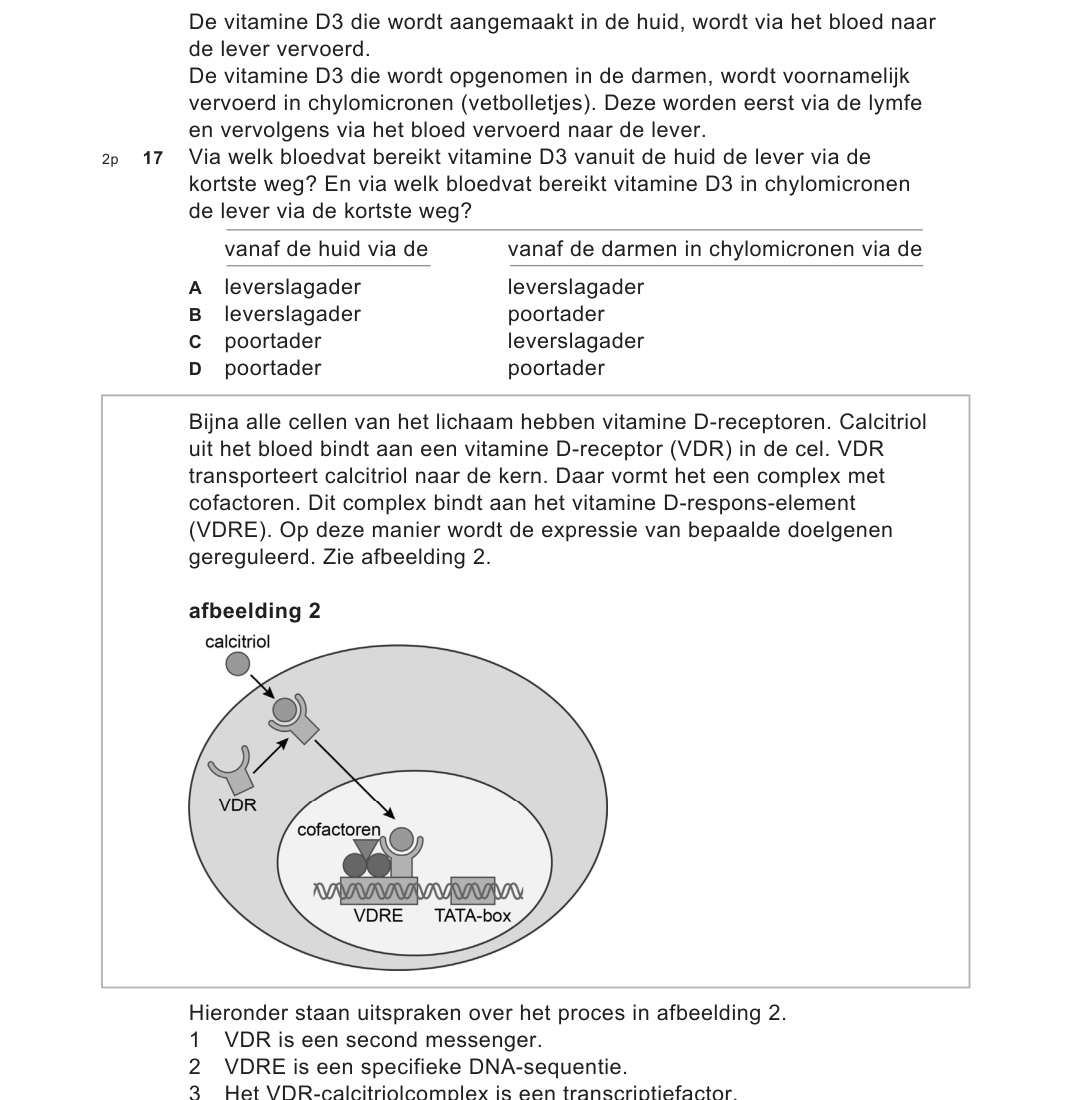 De vitamine D3 die wordt aangemaakt in de huid, wordt via het bloed naar
de lever vervoerd.
De vitamine D3 die wordt opgenomen in de darmen, wordt voornamelijk
vervoerd in chylomicronen (vetbolletjes). Deze worden eerst via de lymfe
en vervolgens via het bloed vervoerd naar de lever.
2p 17 Via welk bloedvat bereikt vitamine D3 vanuit de huid de lever via de
kortste weg? En via welk bloedvat bereikt vitamine D3 in chylomicronen
de lever via de kortste weg?
vanaf de huid via de vanaf de darmen in chylomicronen via de
A leverslagader leverslagader
B leverslagader poortader
C poortader leverslagader
D poortader poortader
Bijna alle cellen van het lichaam hebben vitamine D-receptoren. Calcitriol
uit het bloed bindt aan een vitamine D-receptor (VDR) in de cel. VDR
transporteert calcitriol naar de kern. Daar vormt het een complex met
cofactoren. Dit complex bindt aan het vitamine D-respons-element
(VDRE). Op deze manier wordt de expressie van bepaalde doelgenen
gereguleerd. Zie afbeelding 2.
afbeelding 2
calcitriol
VDR
cofactoren
VDRE TATA-box
Hieronder staan uitspraken over het proces in afbeelding 2.
1 VDR is een second messenger.
2 VDRE is een specifieke DNA-sequentie.
3 Het VDR-calcitriolcomplex is een transcriptiefactor.